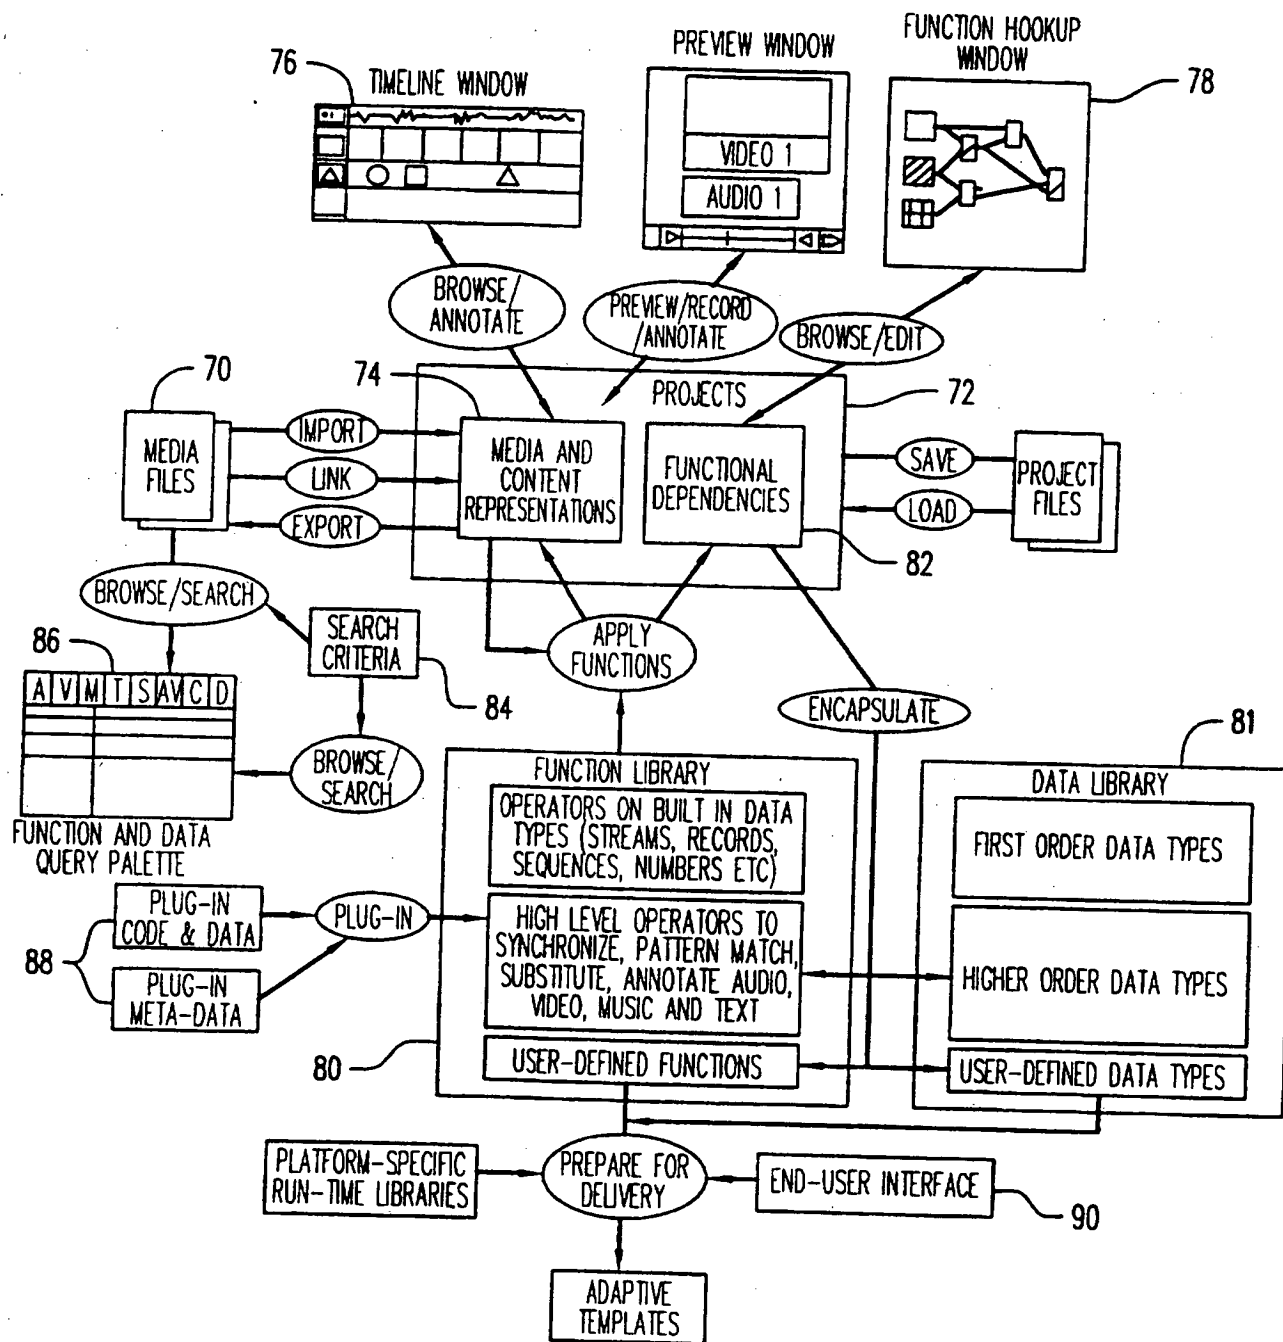 FUNCTION HOOKUP
WINDOW
PREVIEW WINDOW
76
TIMELINE WINDOW
78
VIDEO 1
AUDIO 1
BROWSE/
ANNOTATE
PREVIEW/RECORD
/ANNOTATE
BROWSE/EDIT
70
74
PROJECTS
72
MEDIA
FILES
IMPORT
LINK
EXPORT
MEDIA AND
CONTENT
REPRESENTATIONS
FUNCTIONAL
DEPENDENCIES
SAVE
LOAD
PROJECT
FILES
82
BROWSE/SEARCH
SEARCH
CRITERIA
84
APPLY
FUNCTIONS
86
A V M T S AV C D
ENCAPSULATE
81
BROWSE/
SEARCH
FUNCTION AND DATA
QUERY PALETTE
FUNCTION LIBRARY
OPERATORS ON BUILT IN DATA
TYPES (STREAMS, RECORDS,
SEQUENCES, NUMBERS ETC)
DATA LIBRARY
FIRST ORDER DATA TYPES
PLUG-IN
CODE & DATA
PLUG-IN
88
PLUG-IN
META-DATA
HIGH LEVEL OPERATORS TO
SYNCHRONIZE, PATTERN MATCH,
SUBSTITUTE, ANNOTATE AUDIO,
VIDEO, MUSIC AND TEXT
HIGHER ORDER DATA TYPES
80
USER-DEFINED FUNCTIONS
USER-DEFINED DATA TYPES
PLATFORM-SPECIFIC
RUN-TIME LIBRARIES
PREPARE FOR
DELIVERY
END-USER INTERFACE
90
ADAPTIVE
TEMPLATES